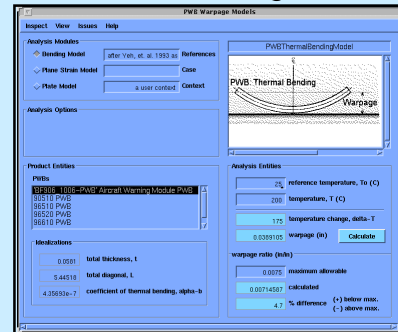 PWB Warpage Models
Inspect View Issues Help
Analysis Modules
Bending Model after Yeh, et. al. 1993 as References
Plane Strain Model Case
Plate Model a user context Context
Analysis Options
PWBThermalBendingModel
PWB: Thermal Bending
Warpage
Product Entities
PWBs
'BF906_1006-PWB' Aircraft Warning Module PWB
90510 PWB
96510 PWB
96520 PWB
96610 PWB
Idealizations
0.0581 total thickness, t
5.44518 total diagonal, L
4.35693e-7 coefficient of thermal bending, alpha-b
Analysis Entities
25 reference temperature, To (C)
200 temperature, T (C)
175 temperature change, delta-T
0.0389105 warpage (in) Calculate
warpage ratio (in/in)
0.0075 maximum allowable
0.00714587 calculated
4.7 % difference (+) below max.
(-) above max.